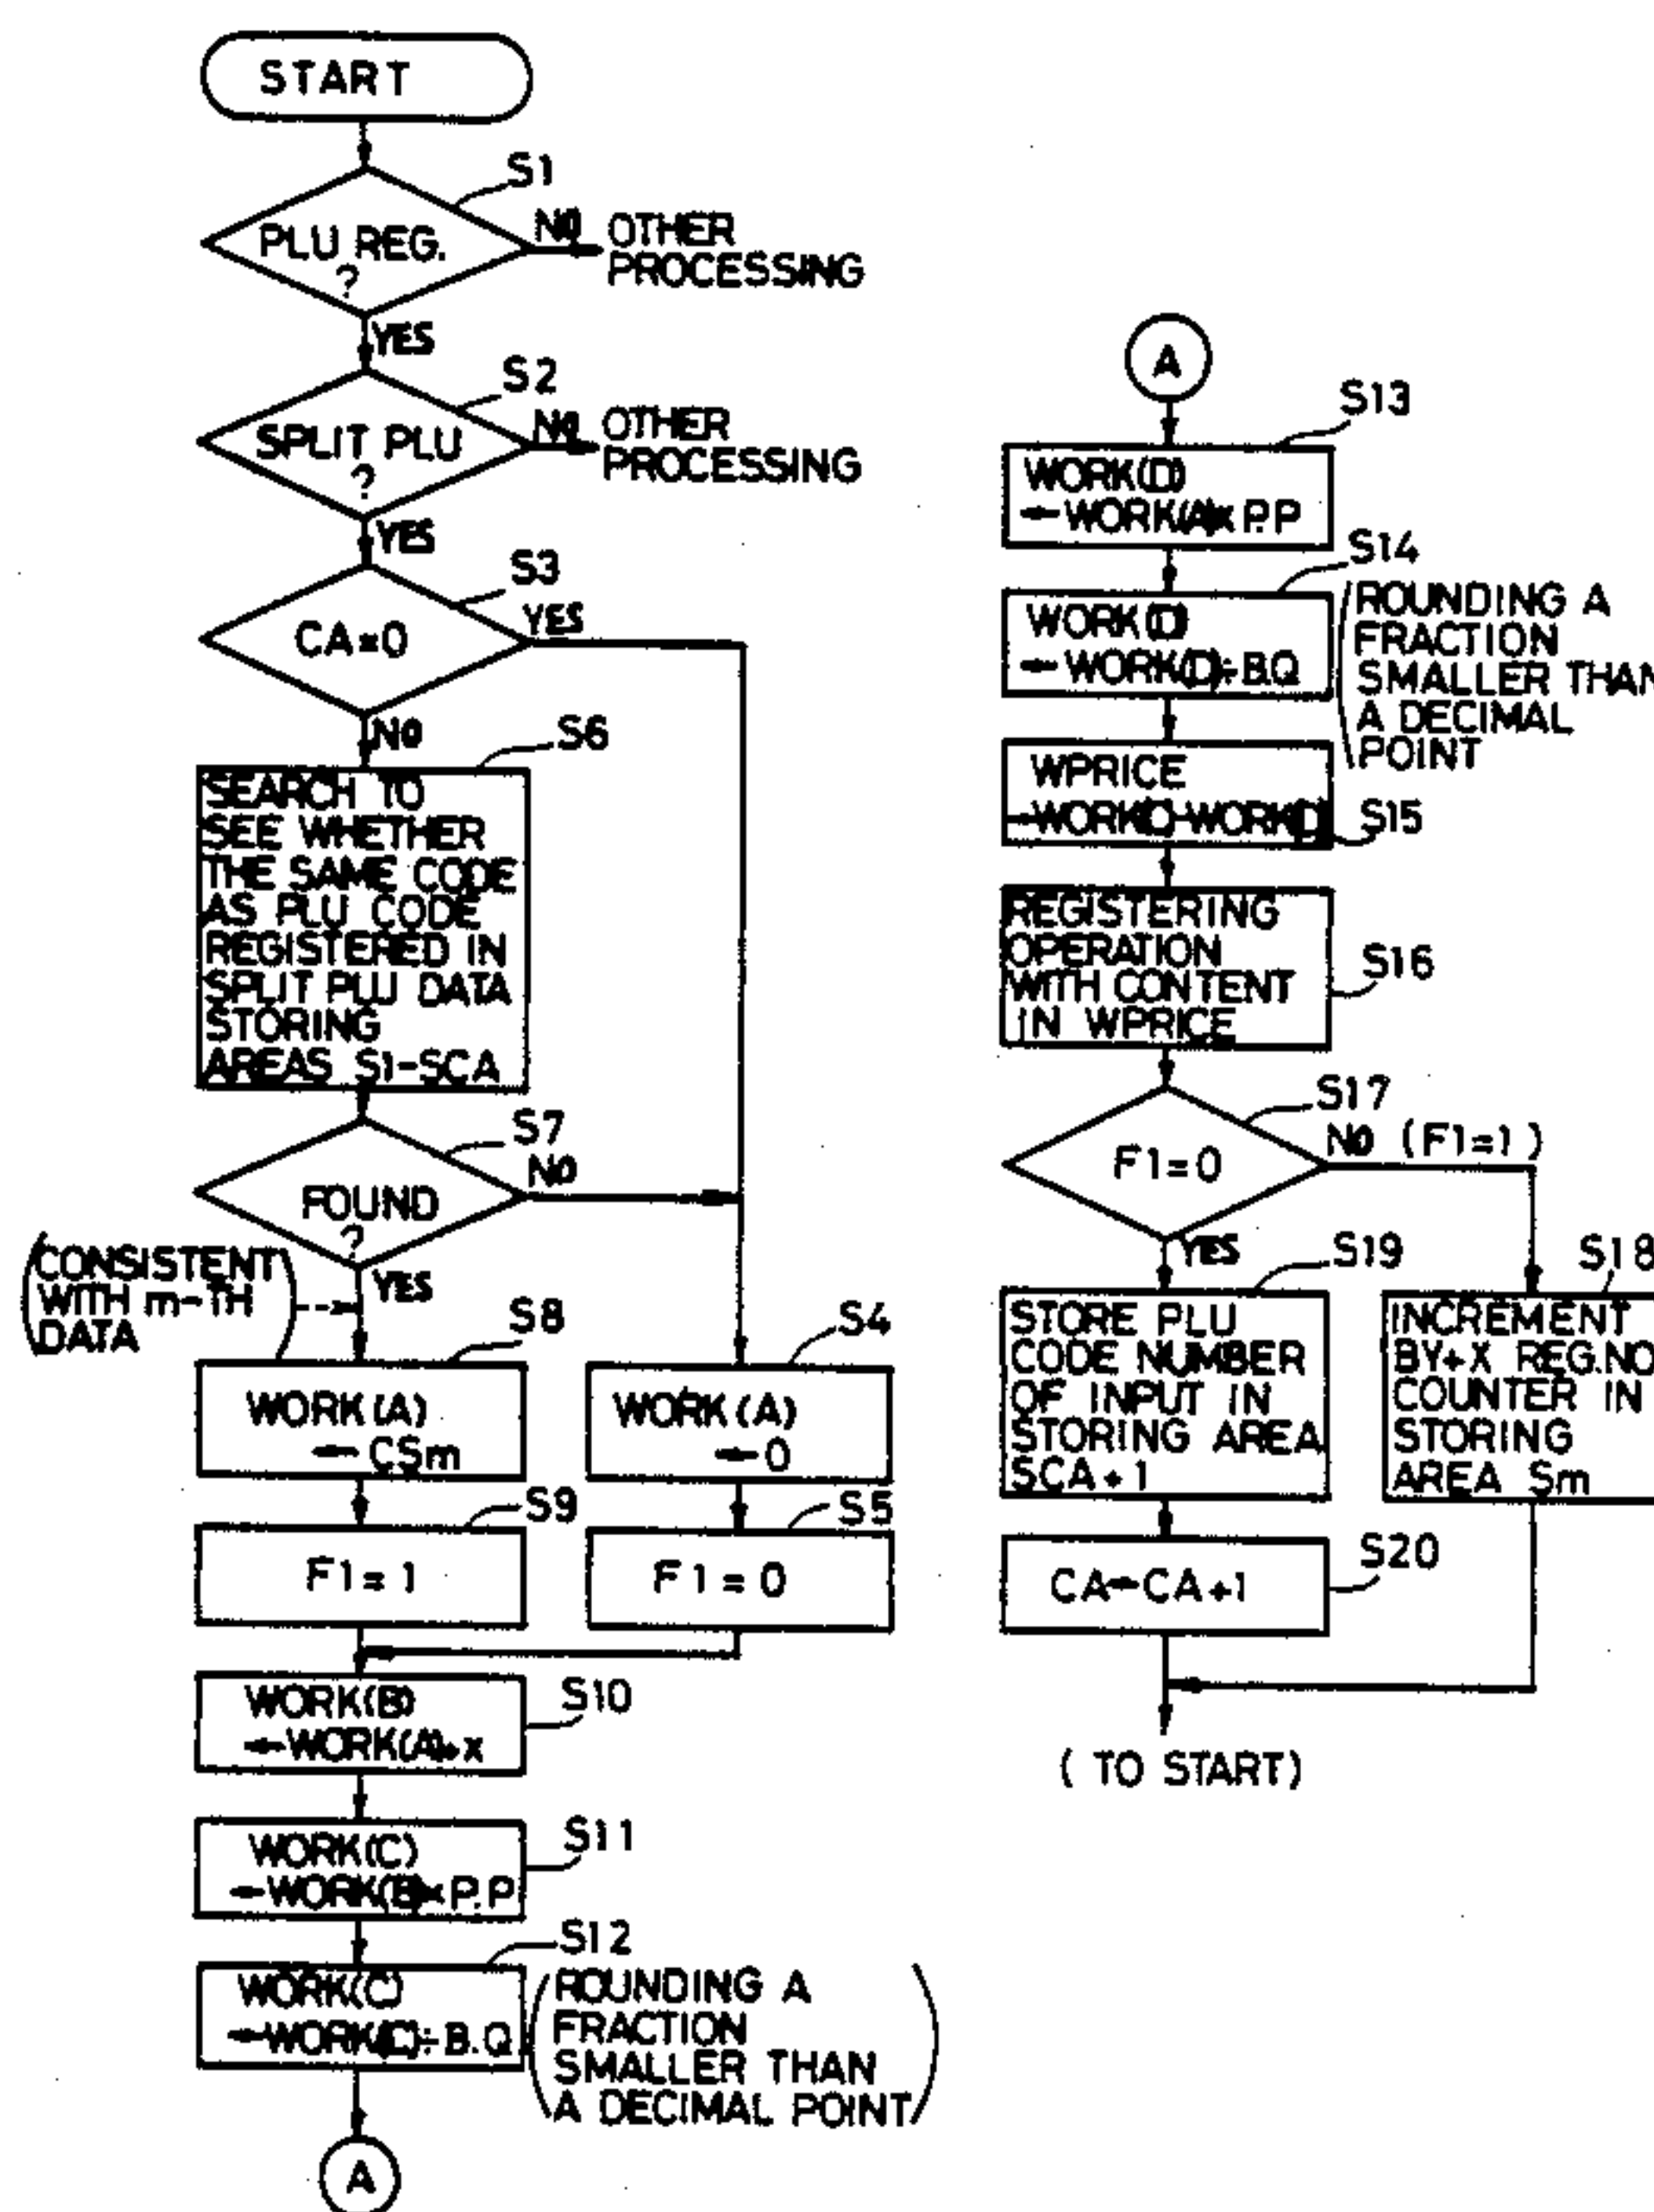 START
S1
PLU REG.
?
NO
OTHER
PROCESSING
YES
S2
SPLIT PLU
?
NO
OTHER
PROCESSING
YES
S3
CA=0
YES
NO
S6
SEARCH TO
SEE WHETHER
THE SAME CODE
AS PLU CODE
REGISTERED IN
SPLIT PLU DATA
STORING
AREAS S1-SCA
S7
FOUND
?
NO
YES
(CONSISTENT
WITH m-TH
DATA)
S8
WORK(A)
← CSm
S4
WORK(A)
← 0
S9
F1=1
S5
F1=0
S10
WORK(B)
←WORK(A)+x
S11
WORK(C)
←WORK(B)×P.P
S12
WORK(C)
←WORK(C)÷B.Q
(ROUNDING A
FRACTION
SMALLER THAN
A DECIMAL POINT)
A
A
S13
WORK(D)
←WORK(A)×P.P
S14
WORK(D)
←WORK(D)÷B.Q
(ROUNDING A
FRACTION
SMALLER THAN
A DECIMAL
POINT
S15
WPRICE
←WORK(C)-WORK(D)
REGISTERING
OPERATION
WITH CONTENT
IN WPRICE
S16
S17
F1=0
NO (F1=1)
YES
S19
STORE PLU
CODE NUMBER
OF INPUT IN
STORING AREA
SCA+1
S18
INCREMENT
BY+X REG.NO
COUNTER IN
STORING
AREA Sm
S20
CA←CA+1
(TO START)